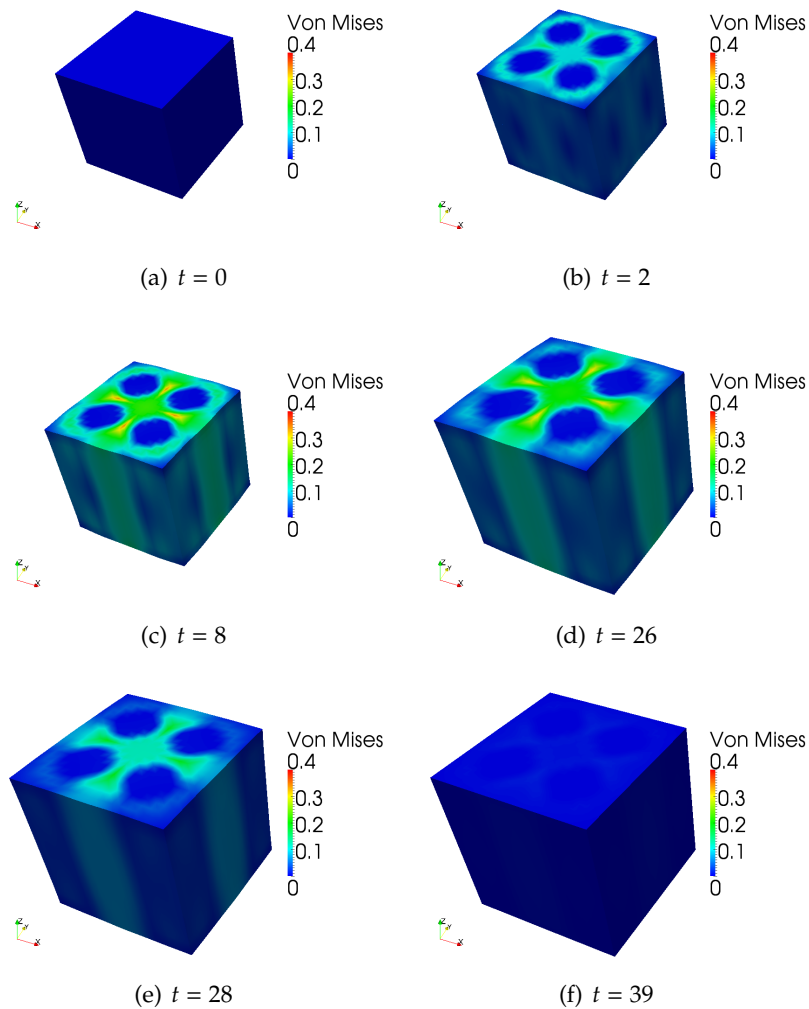 Von Mises
0.4
0.3
0.2
0.1
0
Z
Y
X
(a) t = 0
Von Mises
0.4
0.3
0.2
0.1
0
Z
Y
X
(b) t = 2
Von Mises
0.4
0.3
0.2
0.1
0
Z
Y
X
(c) t = 8
Von Mises
0.4
0.3
0.2
0.1
0
Z
Y
X
(d) t = 26
Von Mises
0.4
0.3
0.2
0.1
0
Z
Y
X
(e) t = 28
Von Mises
0.4
0.3
0.2
0.1
0
Z
Y
X
(f) t = 39